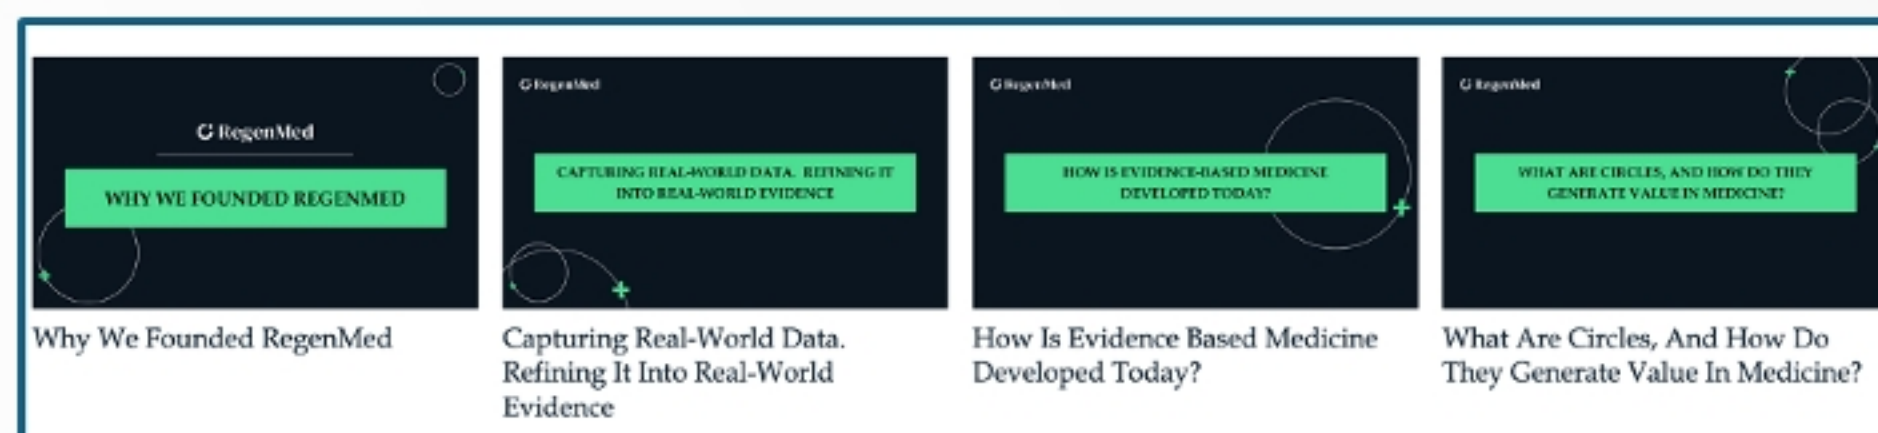 RegenMed
WHY WE FOUNDED REGENMED
Why We Founded RegenMed
RegenMed
CAPTURING REAL-WORLD DATA. REFINING IT
INTO REAL-WORLD EVIDENCE
Capturing Real-World Data.
Refining It Into Real-World
Evidence
RegenMed
HOW IS EVIDENCE-BASED MEDICINE
DEVELOPED TODAY?
How Is Evidence Based Medicine
Developed Today?
RegenMed
WHAT ARE CIRCLES, AND HOW DO THEY
GENERATE VALUE IN MEDICINE?
What Are Circles, And How Do
They Generate Value In Medicine?